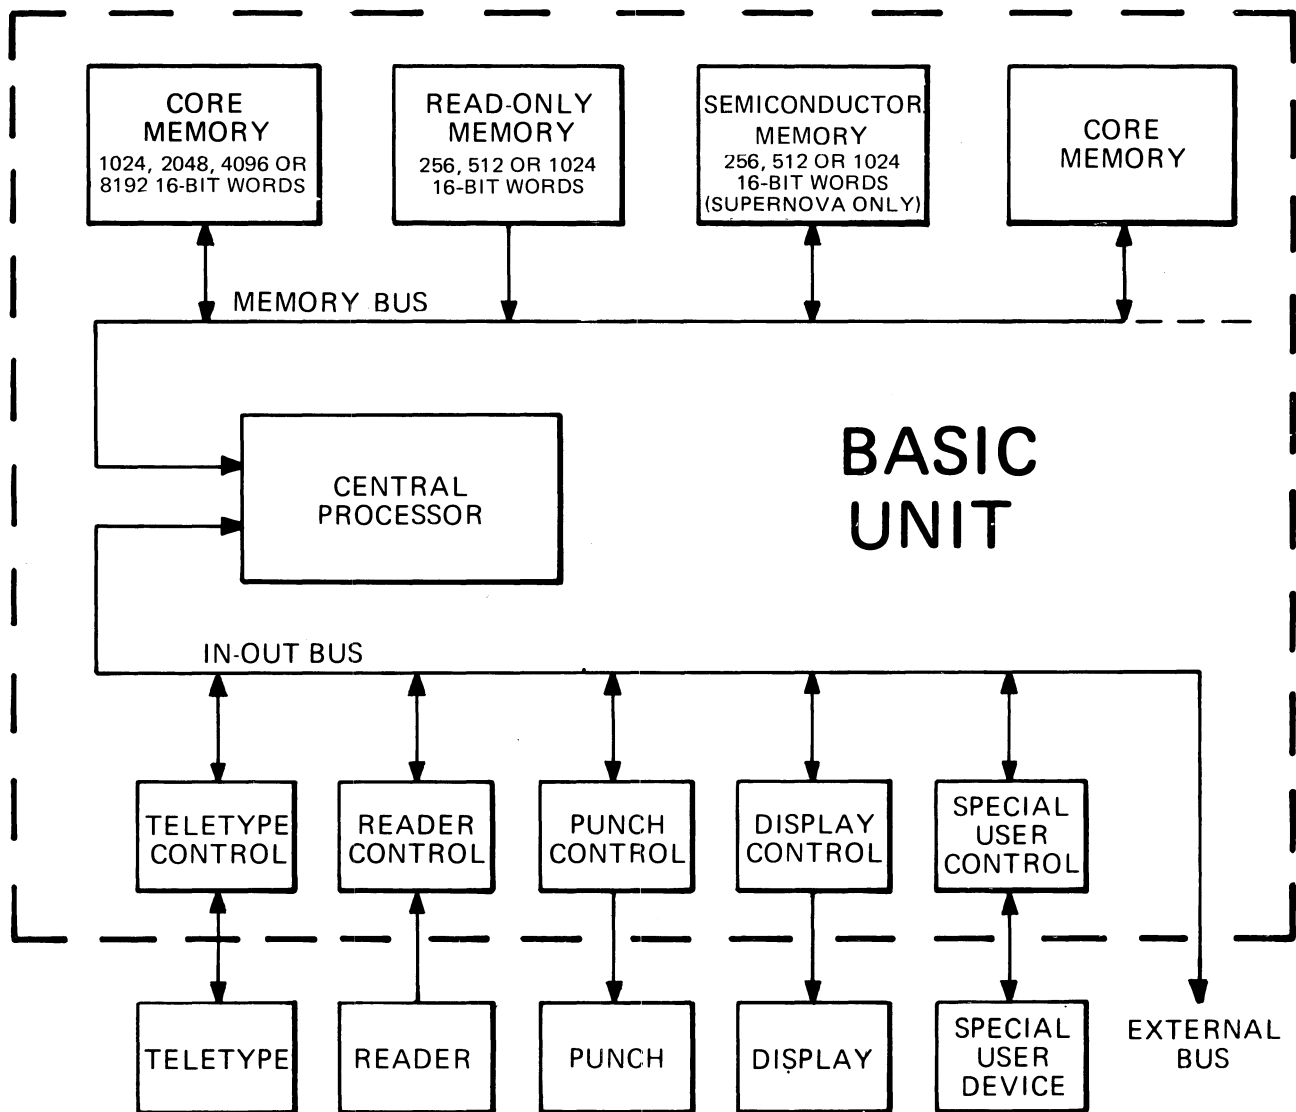 CORE
MEMORY
1024, 2048, 4096 OR
8192 16-BIT WORDS
READ-ONLY
MEMORY
256, 512 OR 1024
16-BIT WORDS
SEMICONDUCTOR
MEMORY
256, 512 OR 1024
16-BIT WORDS
(SUPERNOVA ONLY)
CORE
MEMORY
MEMORY BUS
CENTRAL
PROCESSOR
BASIC
UNIT
IN-OUT BUS
TELETYPE
CONTROL
READER
CONTROL
PUNCH
CONTROL
DISPLAY
CONTROL
SPECIAL
USER
CONTROL
TELETYPE
READER
PUNCH
DISPLAY
SPECIAL
USER
DEVICE
EXTERNAL
BUS